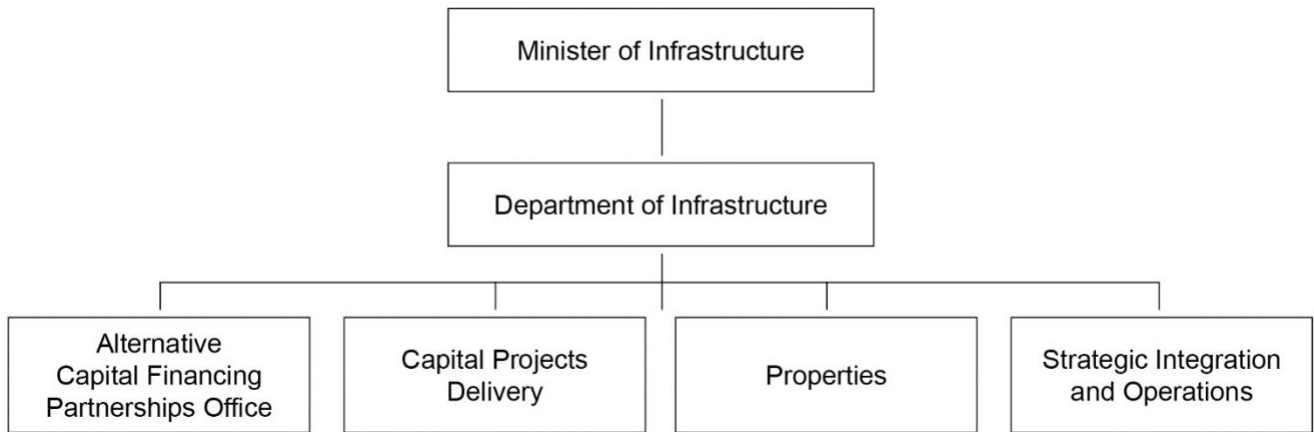 Minister of Infrastructure
Department of Infrastructure
Alternative
Capital Financing
Partnerships Office
Capital Projects
Delivery
Properties
Strategic Integration
and Operations